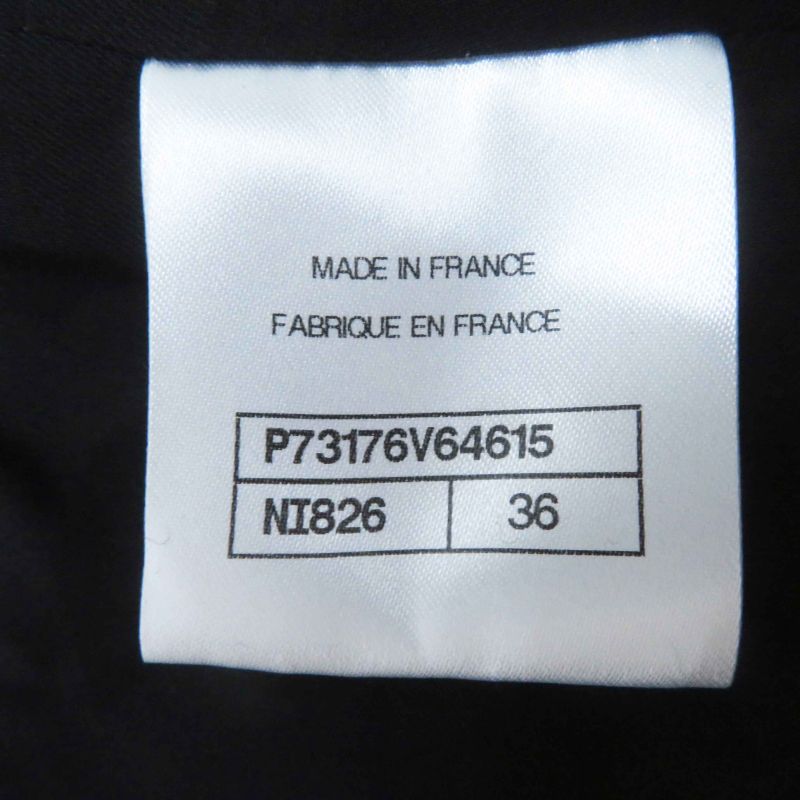 MADE IN FRANCE
FABRIQUE EN FRANCE
P73176V64615
NI826 36